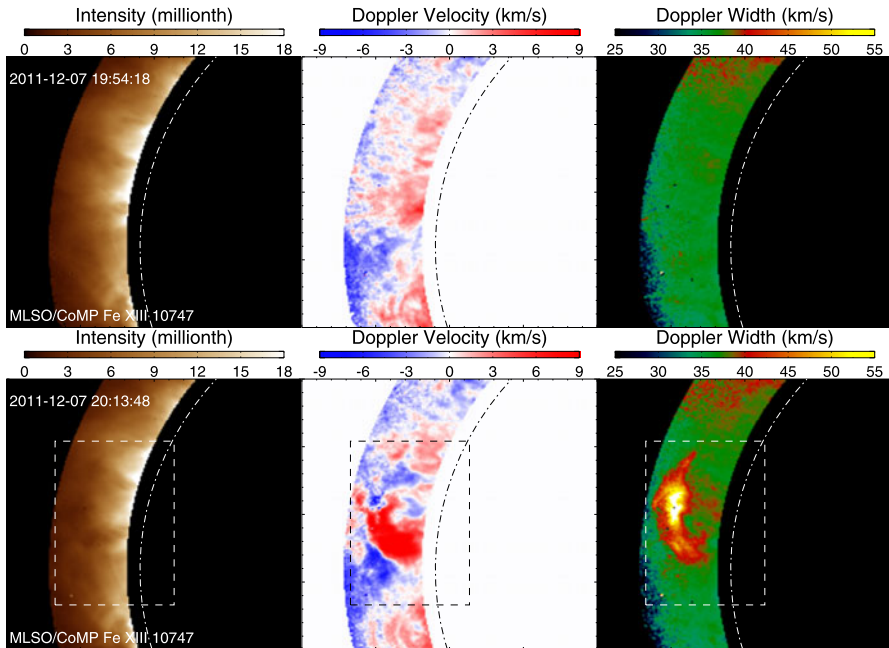 Intensity (millionth) Doppler Velocity (km/s) Doppler Width (km/s)
0 3 6 9 12 15 18 -9 -6 -3 0 3 6 9 25 30 35 40 45 50 55
2011-12-07 19:54:18
MLSO/CoMP Fe XIII 10747
Intensity (millionth) Doppler Velocity (km/s) Doppler Width (km/s)
0 3 6 9 12 15 18 -9 -6 -3 0 3 6 9 25 30 35 40 45 50 55
2011-12-07 20:13:48
MLSO/CoMP Fe XIII 10747